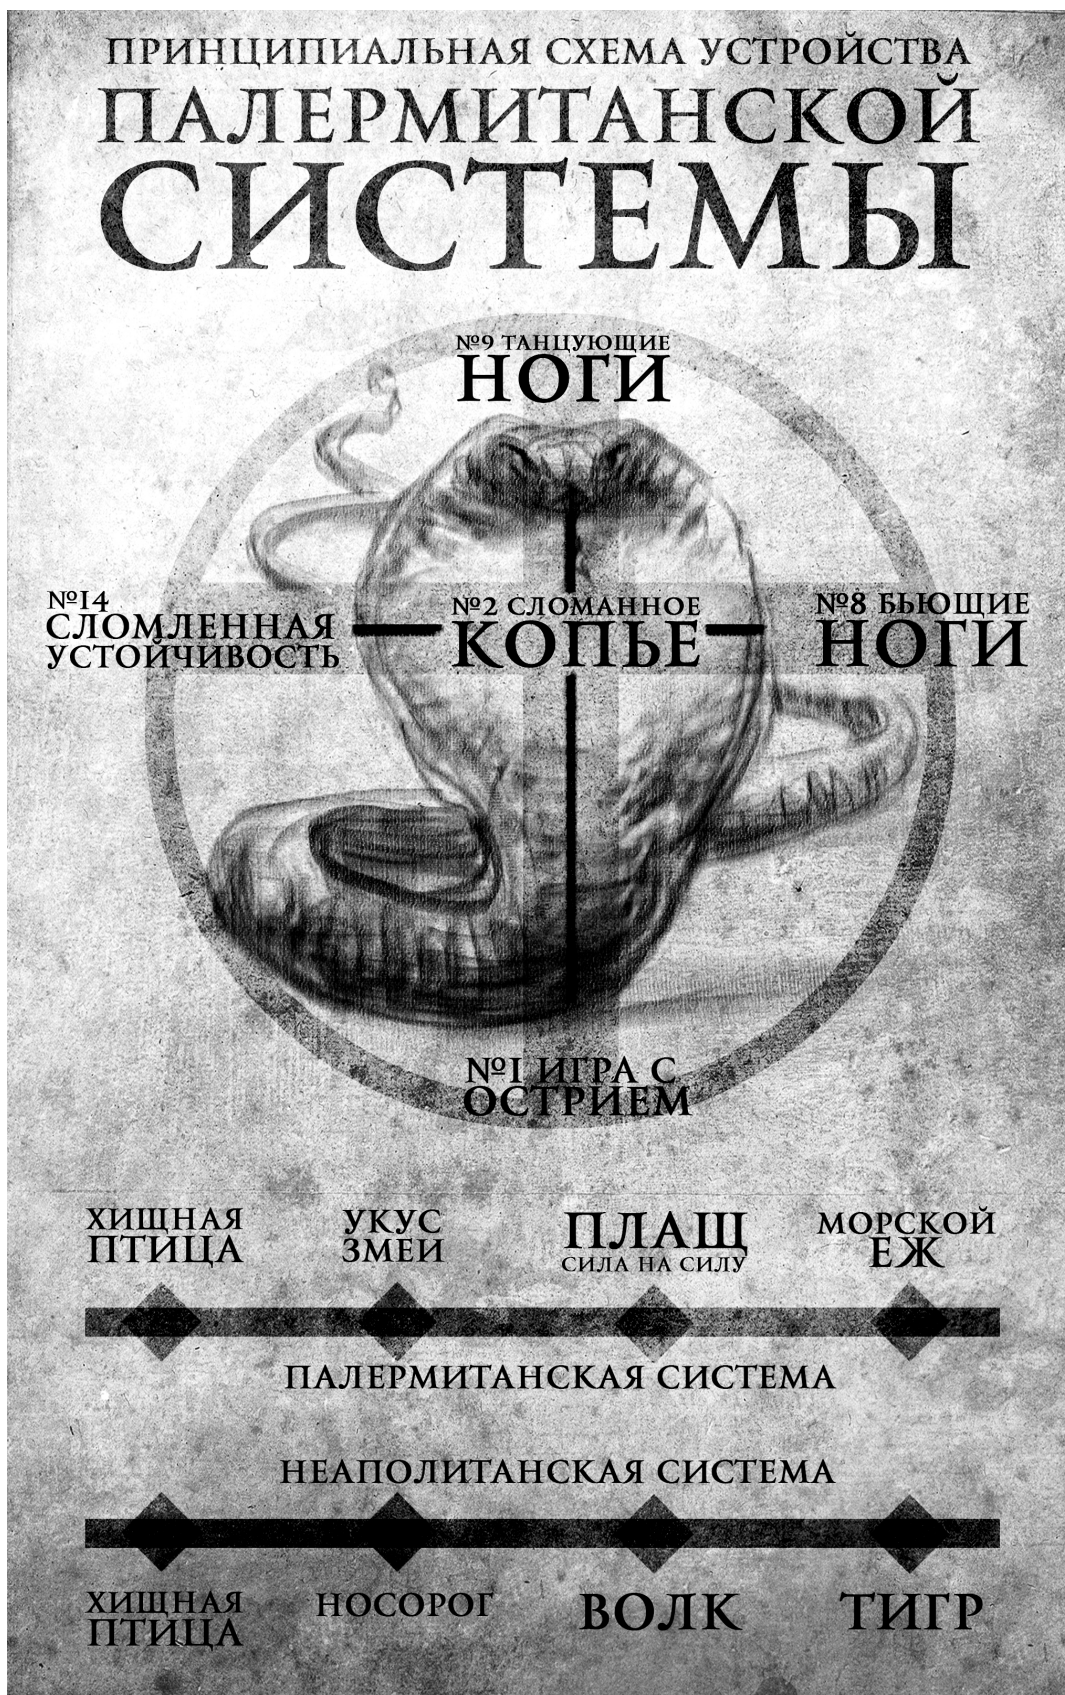 ПРИНЦИПИАЛЬНАЯ СХЕМА УСТРОЙСТВА
ПАЛЕРМИТАНСКОЙ
СИСТЕМЫ
№9 ТАНЦУЮЩИЕ
НОГИ
№14
СЛОМЛЕННАЯ
УСТОЙЧИВОСТЬ
№2 СЛОМАННОЕ
КОПЬЕ
№8 БЬЮЩИЕ
НОГИ
№1 ИГРА С
ОСТРИЕМ
ХИЩНАЯ
ПТИЦА
УКУС
ЗМЕИ
ПЛАЩ
СИЛА НА СИЛУ
МОРСКОЙ
ЕЖ
ПАЛЕРМИТАНСКАЯ СИСТЕМА
НЕАПОЛИТАНСКАЯ СИСТЕМА
ХИЩНАЯ
ПТИЦА
НОСОРОГ
ВОЛК
ТИГР